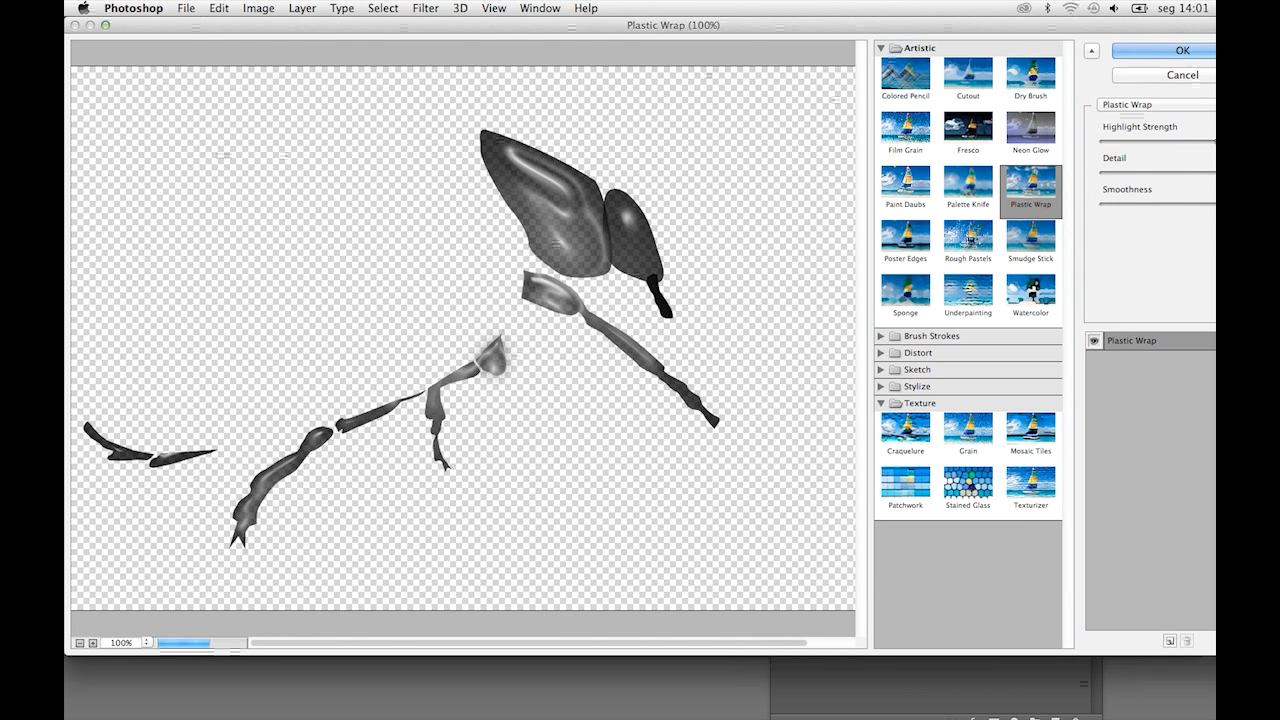 Photoshop File Edit Image Layer Type Select Filter 3D View Window Help seg 14:01
Plastic Wrap (100%)
Artistic
Colored Pencil Cutout Dry Brush
Film Grain Fresco Neon Glow
Paint Daubs Palette Knife Plastic Wrap
Poster Edges Rough Pastels Smudge Stick
Sponge Underpainting Watercolor
Brush Strokes
Distort
Sketch
Stylize
Texture
Craquelure Grain Mosaic Tiles
Patchwork Stained Glass Texturizer
OK
Cancel
Plastic Wrap
Highlight Strength
Detail
Smoothness
Plastic Wrap
100%